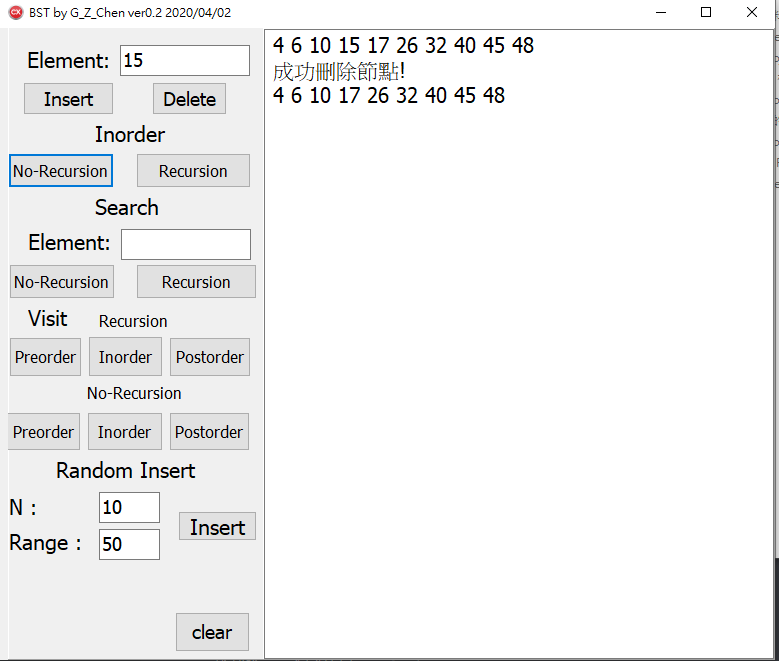 BST by G_Z_Chen ver0.2 2020/04/02
Element: 15
Insert Delete
Inorder
No-Recursion Recursion
Search
Element:
No-Recursion Recursion
Visit Recursion
Preorder Inorder Postorder
No-Recursion
Preorder Inorder Postorder
Random Insert
N : 10
Insert
Range : 50
clear
4 6 10 15 17 26 32 40 45 48
成功刪除節點!
4 6 10 17 26 32 40 45 48